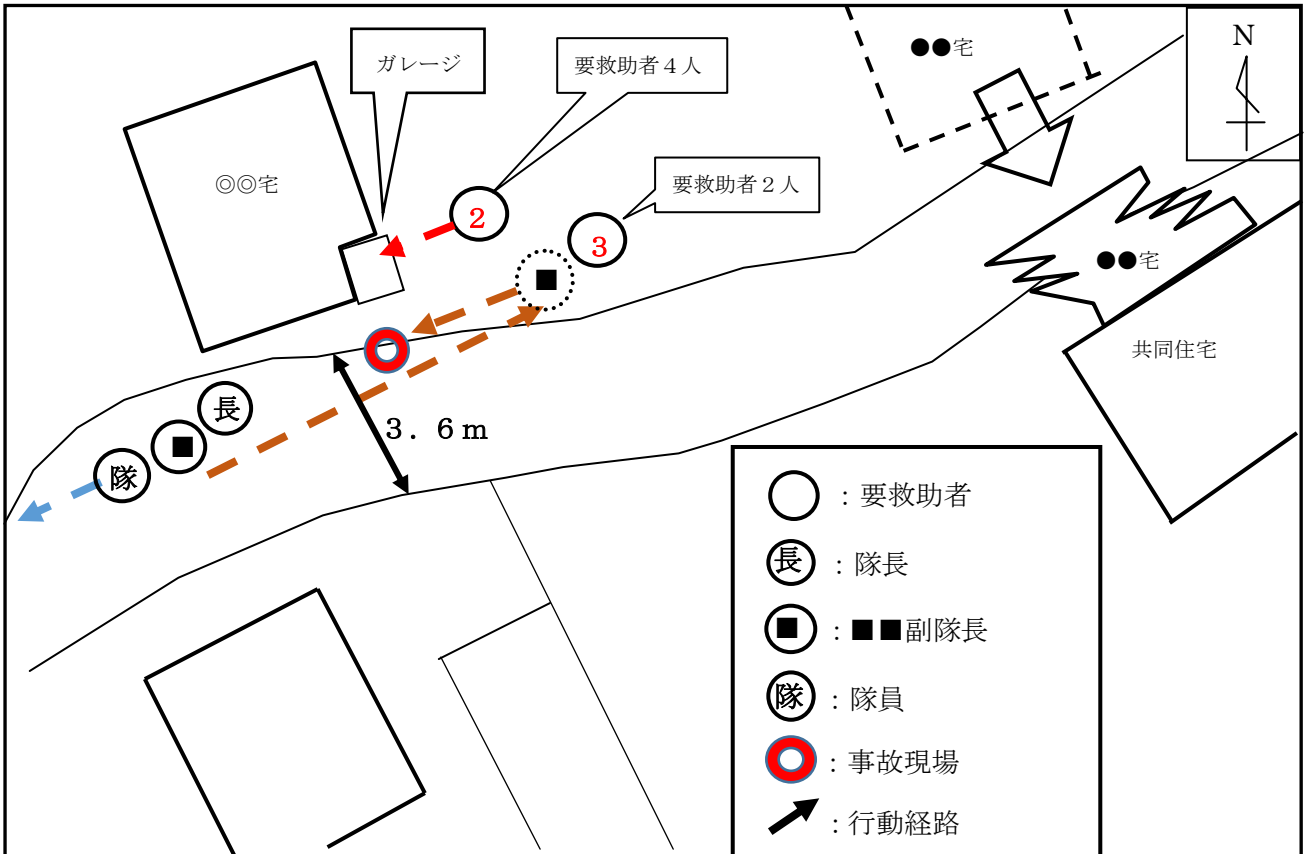 ガレージ
要救助者４人
●●宅
N
◎◎宅
2
要救助者２人
3
■
●●宅
共同住宅
長
■
隊
３．６ｍ
：要救助者
長：隊長
■：■■副隊長
隊：隊員
：事故現場
：行動経路